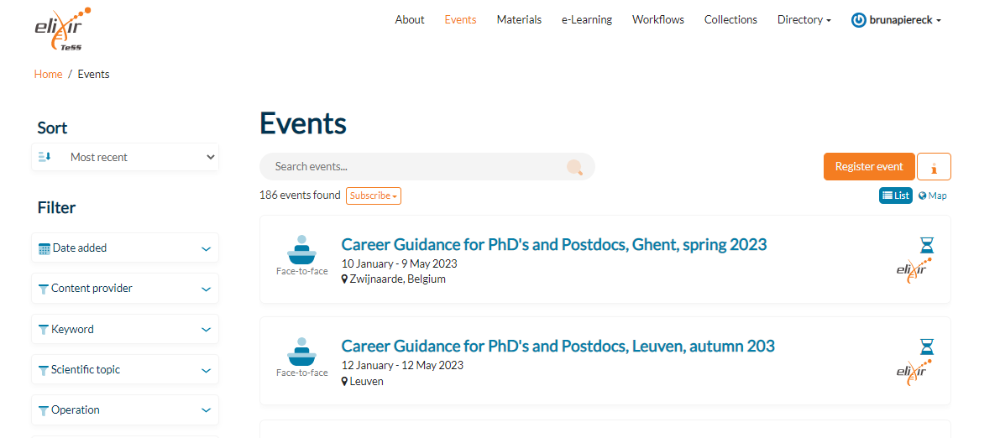 elixir
TeSS
About Events Materials e-Learning Workflows Collections Directory brunapiereck
Home / Events
Sort
Most recent
Filter
Date added
Content provider
Keyword
Scientific topic
Operation
Events
Search events...
Register event i
186 events found Subscribe
List Map
Career Guidance for PhD's and Postdocs, Ghent, spring 2023
10 January - 9 May 2023
Zwijnaarde, Belgium
Face-to-face
elixir
Career Guidance for PhD's and Postdocs, Leuven, autumn 203
12 January - 12 May 2023
Leuven
Face-to-face
elixir